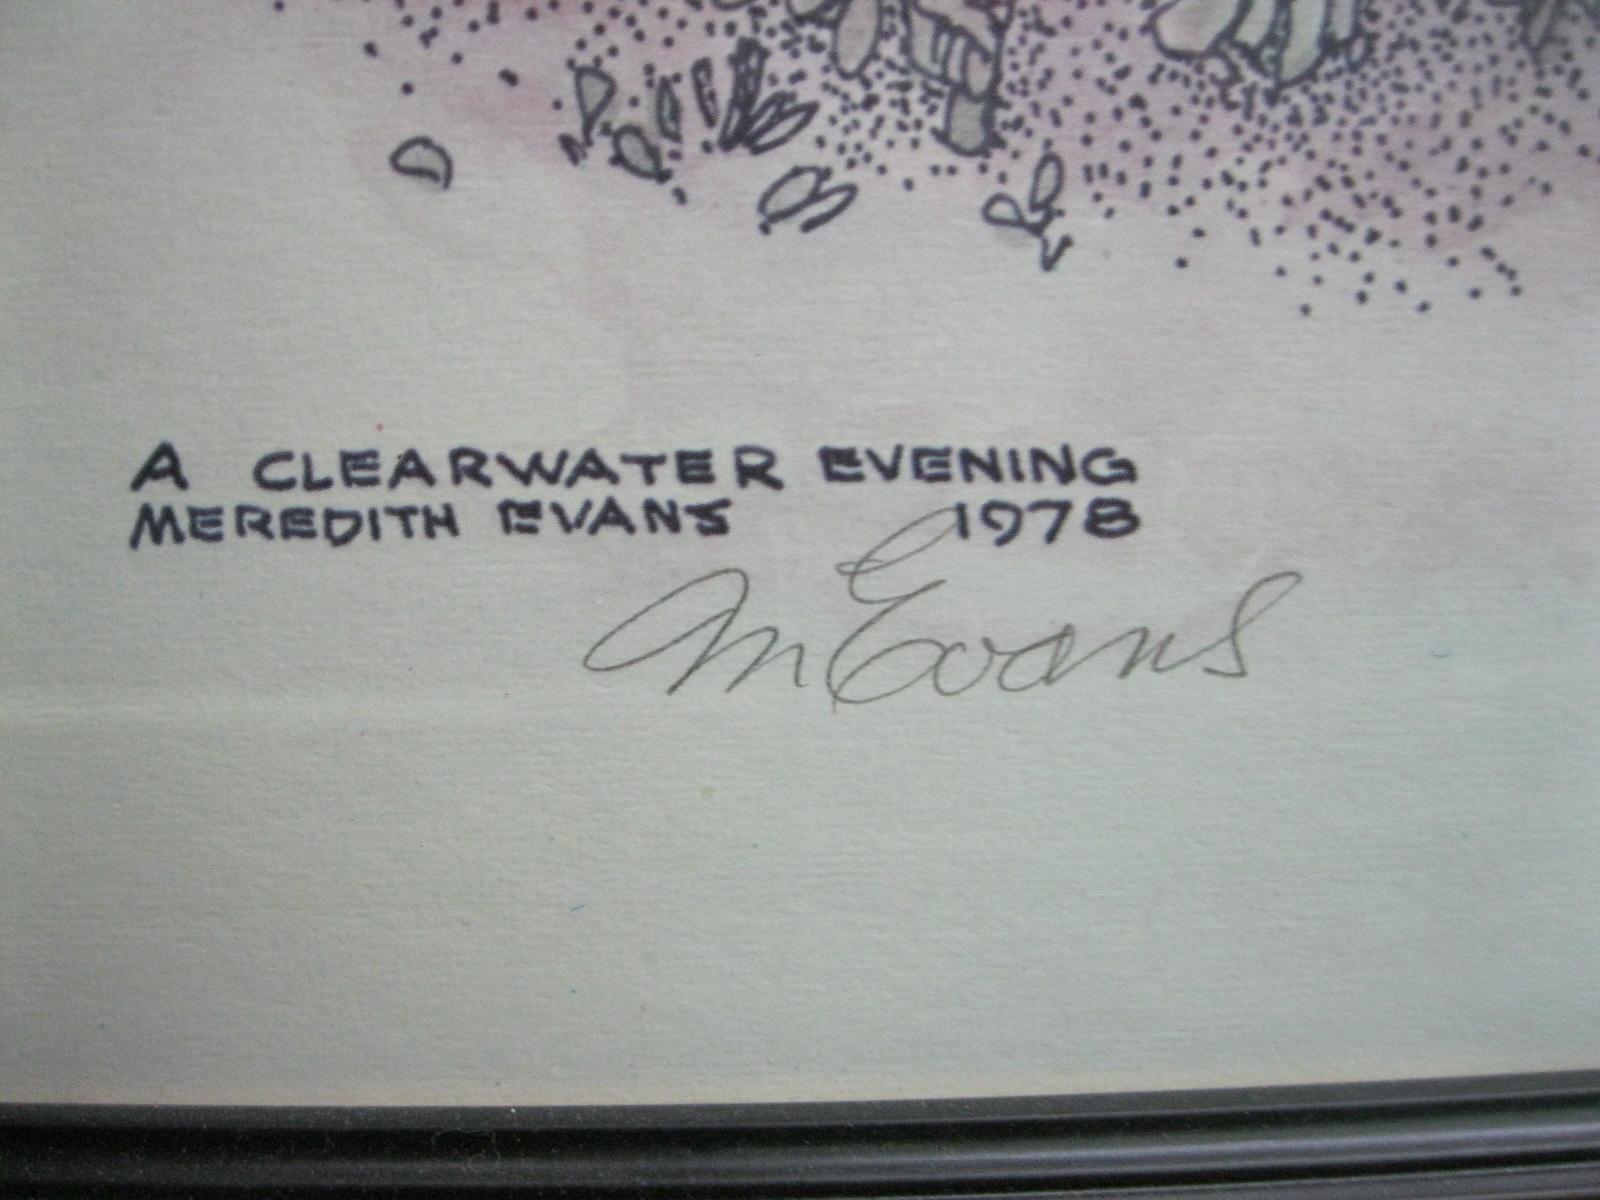 A CLEARWATER EVENING
MEREDITH EVANS 1978
M Evans